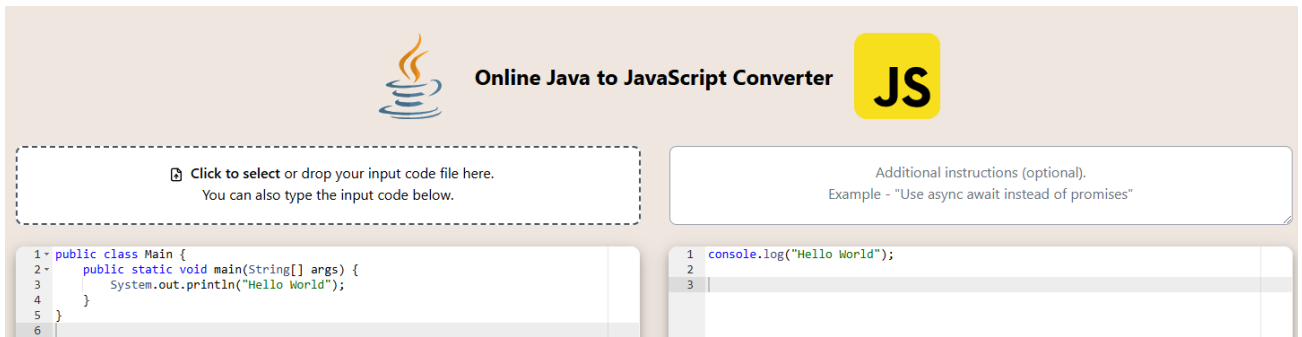 Online Java to JavaScript Converter
JS
Click to select or drop your input code file here.
You can also type the input code below.
Additional instructions (optional).
Example - "Use async await instead of promises"
1 public class Main {
2     public static void main(String[] args) {
3         System.out.println("Hello World");
4     }
5 }
6
1 console.log("Hello World");
2
3